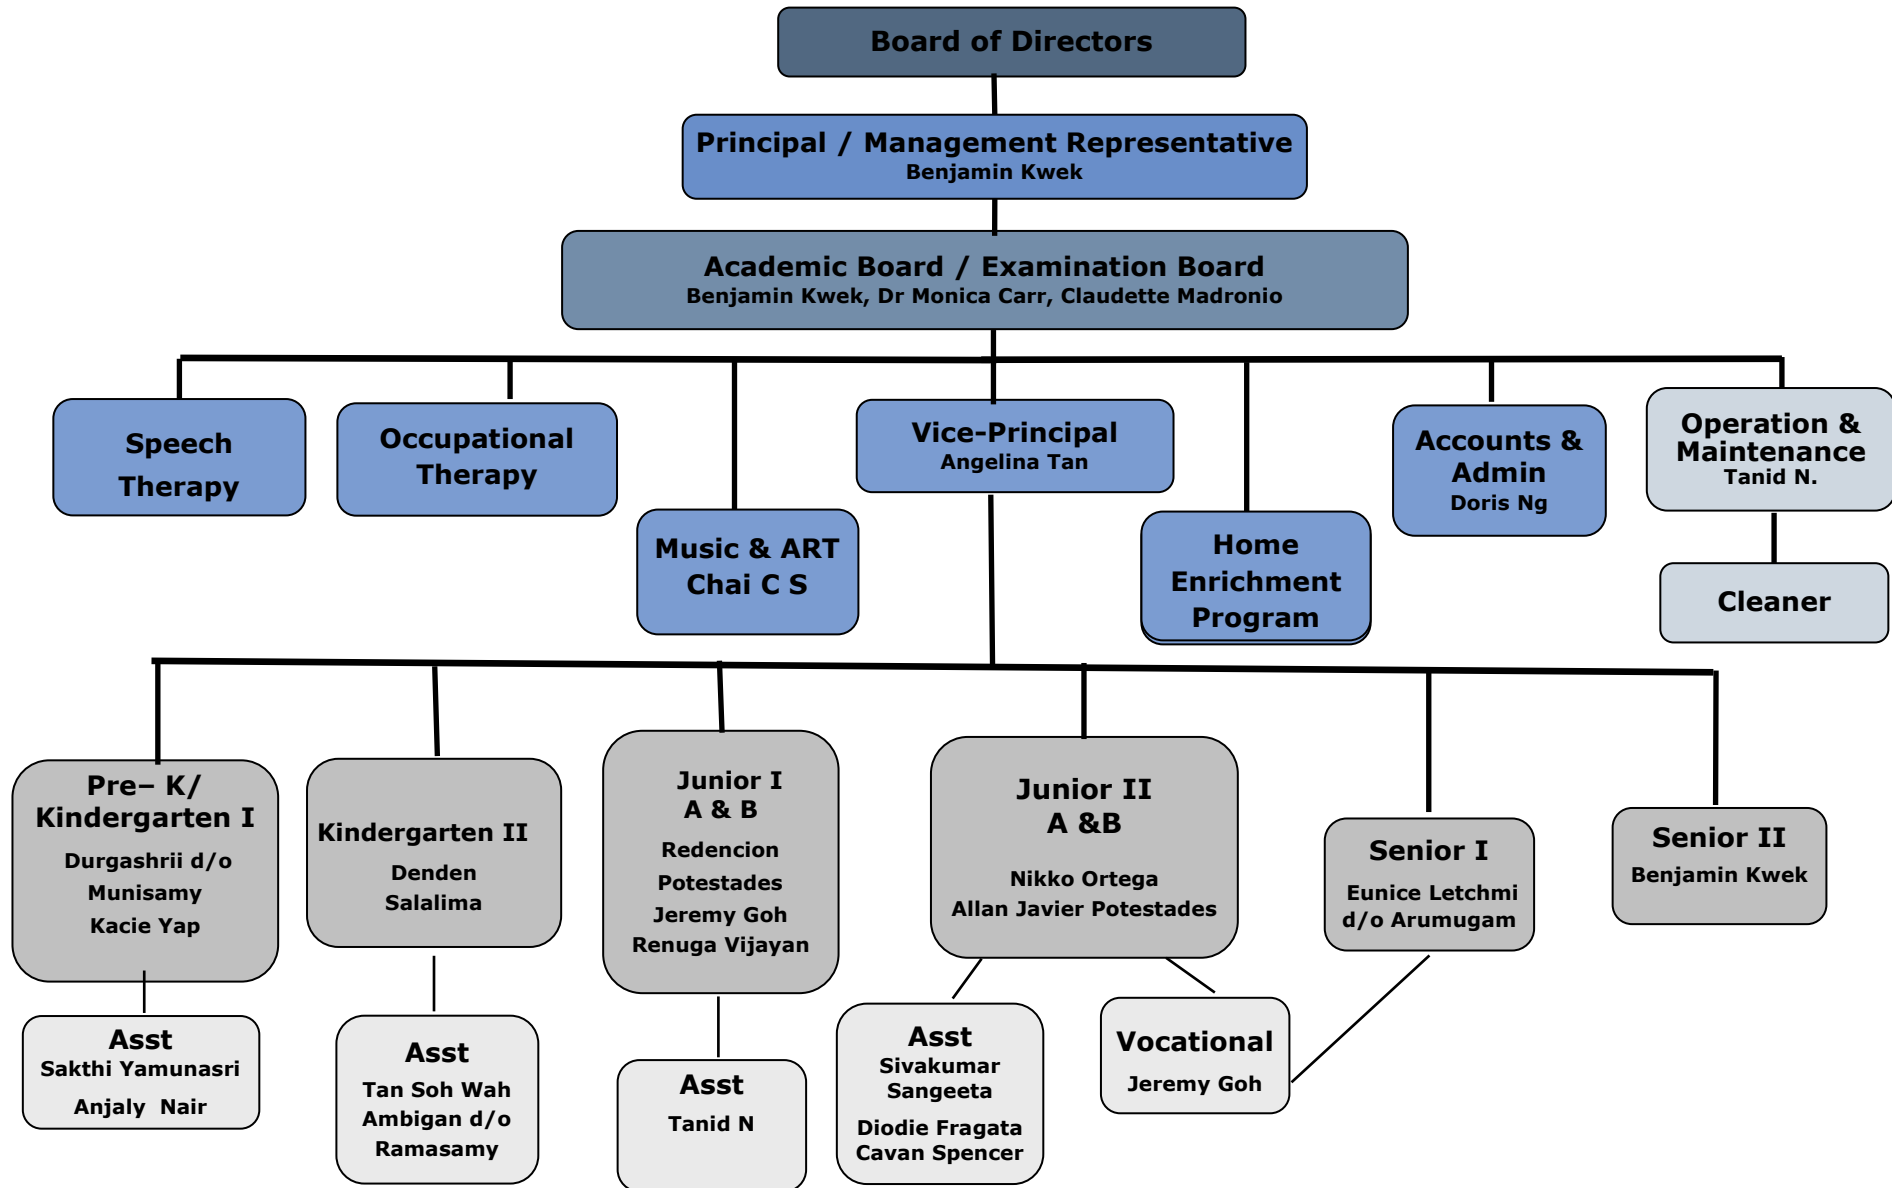 Board of Directors
Principal / Management Representative
Benjamin Kwek
Academic Board / Examination Board
Benjamin Kwek, Dr Monica Carr, Claudette Madronio
Speech
Therapy
Occupational
Therapy
Music & ART
Chai C S
Vice-Principal
Angelina Tan
Home
Enrichment
Program
Accounts &
Admin
Doris Ng
Operation &
Maintenance
Tanid N.
Cleaner
Pre– K/
Kindergarten I
Durgashrii d/o
Munisamy
Kacie Yap
Kindergarten II
Denden
Salalima
Junior I
A & B
Redencion
Potestades
Jeremy Goh
Renuga Vijayan
Junior II
A &B
Nikko Ortega
Allan Javier Potestades
Senior I
Eunice Letchmi
d/o Arumugam
Senior II
Benjamin Kwek
Asst
Sakthi Yamunasri
Anjaly  Nair
Asst
Tan Soh Wah
Ambigan d/o
Ramasamy
Asst
Tanid N
Asst
Sivakumar
Sangeeta
Diodie Fragata
Cavan Spencer
Vocational
Jeremy Goh